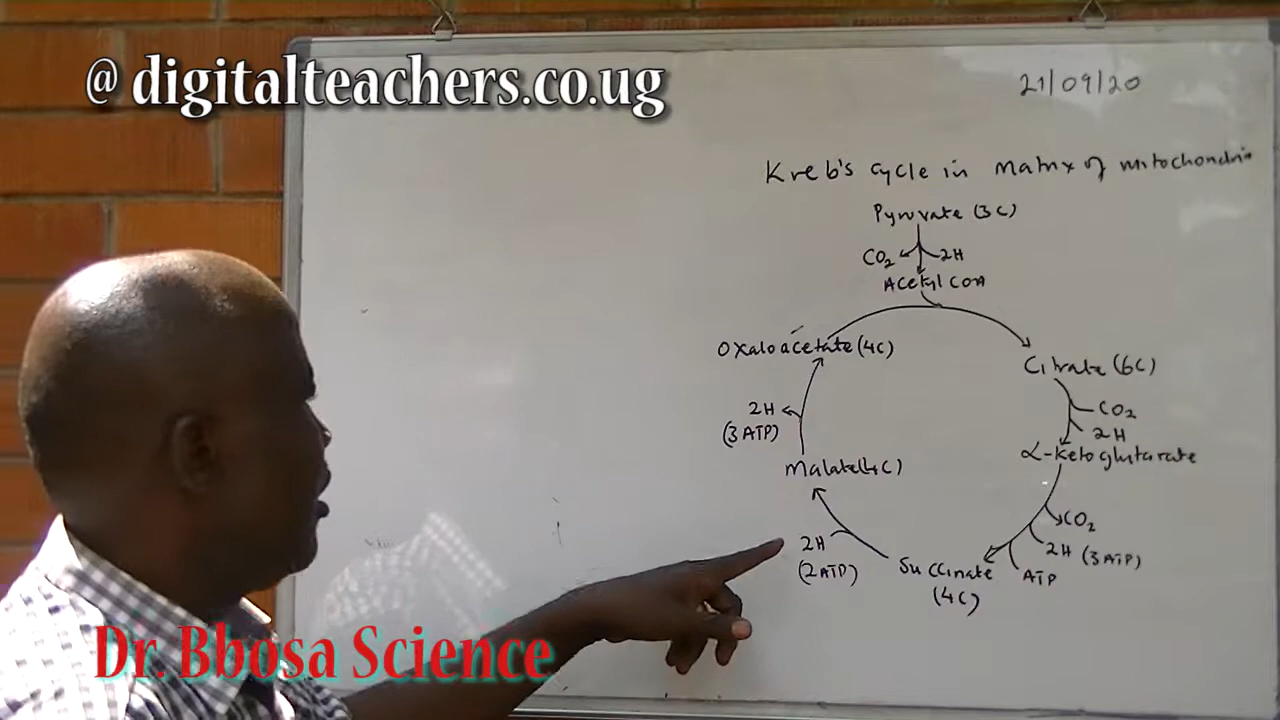 @ digitalteachers.co.ug
21/09/20
Kreb's cycle in Matrix of mitochondria
Pyruvate (3C)
CO2 2H
Acetyl COA
Oxaloacetate (4C)
Citrate (6C)
CO2
2H
2H
(3ATP)
α-Ketoglutarate
Malate (4C)
CO2
2H (3ATP)
ATP
2H
(2ATP)
Succinate
(4C)
Dr. Bbosa Science